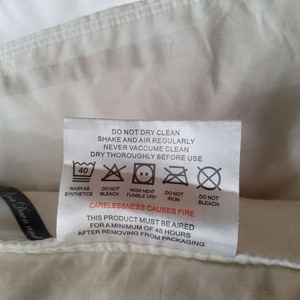 DO NOT DRY CLEAN
SHAKE AND AIR REGULARLY
NEVER VACCUME CLEAN
DRY THOROUGHLY BEFORE USE
40
WASH AS SYNTHETICS
DO NOT BLEACH
HIGH HEAT TUMBLE DRY
DO NOT IRON
DO NOT BLEACH
CARELESSNESS CAUSES FIRE
THIS PRODUCT MUST BE AIRED
FOR A MINIMUM OF 48 HOURS
AFTER REMOVING FROM PACKAGING